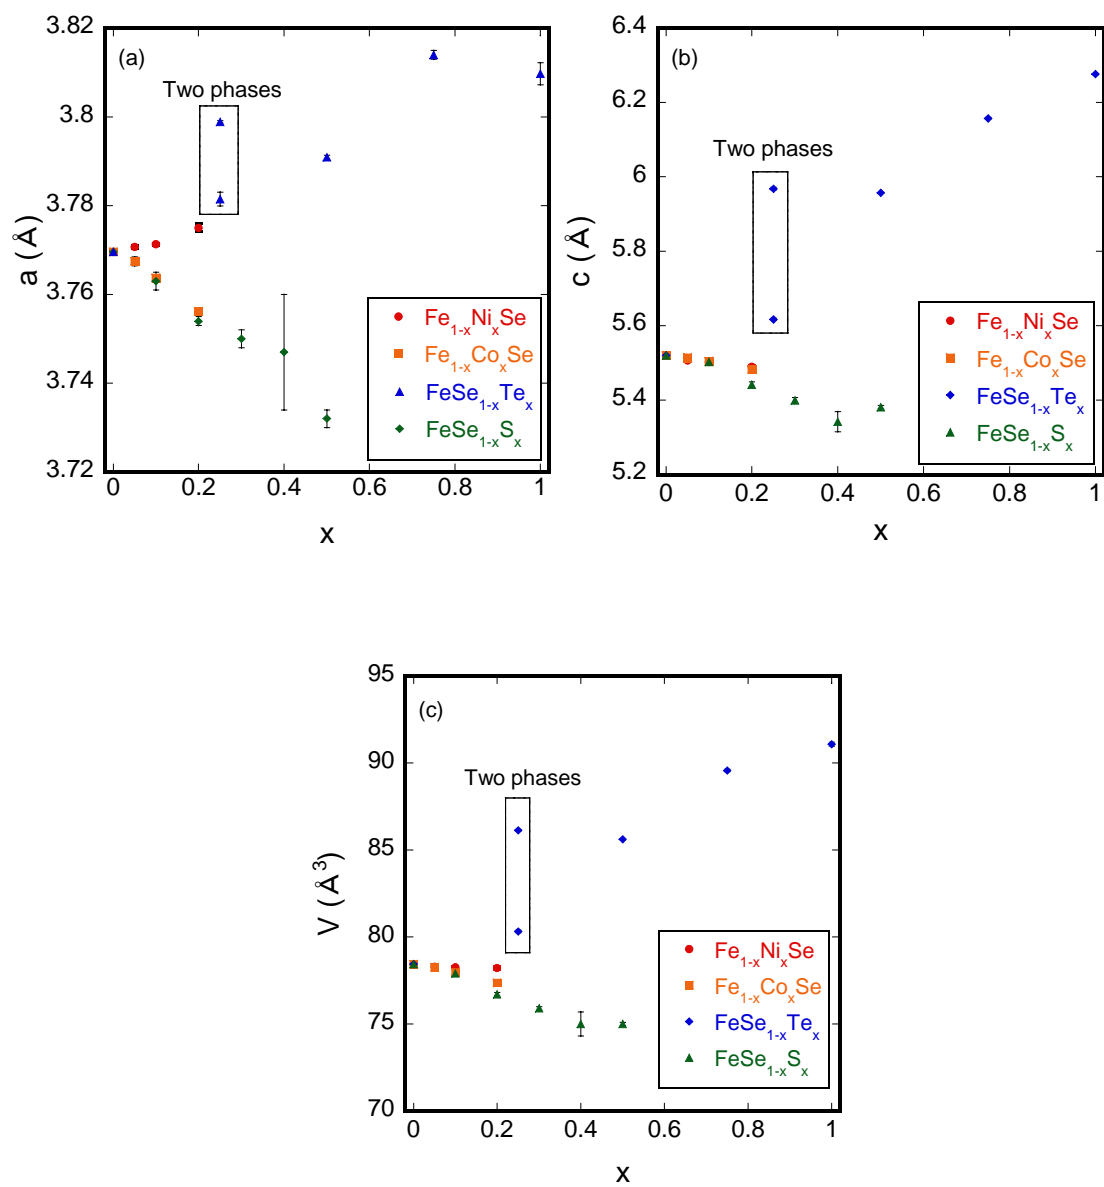 (a)
Two phases
a (Å)
3.82
3.8
3.78
3.76
3.74
3.72
0 0.2 0.4 0.6 0.8 1
x
Fe1-xNixSe
Fe1-xCoxSe
FeSe1-xTex
FeSe1-xSx
(b)
Two phases
c (Å)
6.4
6.2
6
5.8
5.6
5.4
5.2
0 0.2 0.4 0.6 0.8 1
x
Fe1-xNixSe
Fe1-xCoxSe
FeSe1-xTex
FeSe1-xSx
(c)
Two phases
V (Å3)
95
90
85
80
75
70
0 0.2 0.4 0.6 0.8 1
x
Fe1-xNixSe
Fe1-xCoxSe
FeSe1-xTex
FeSe1-xSx